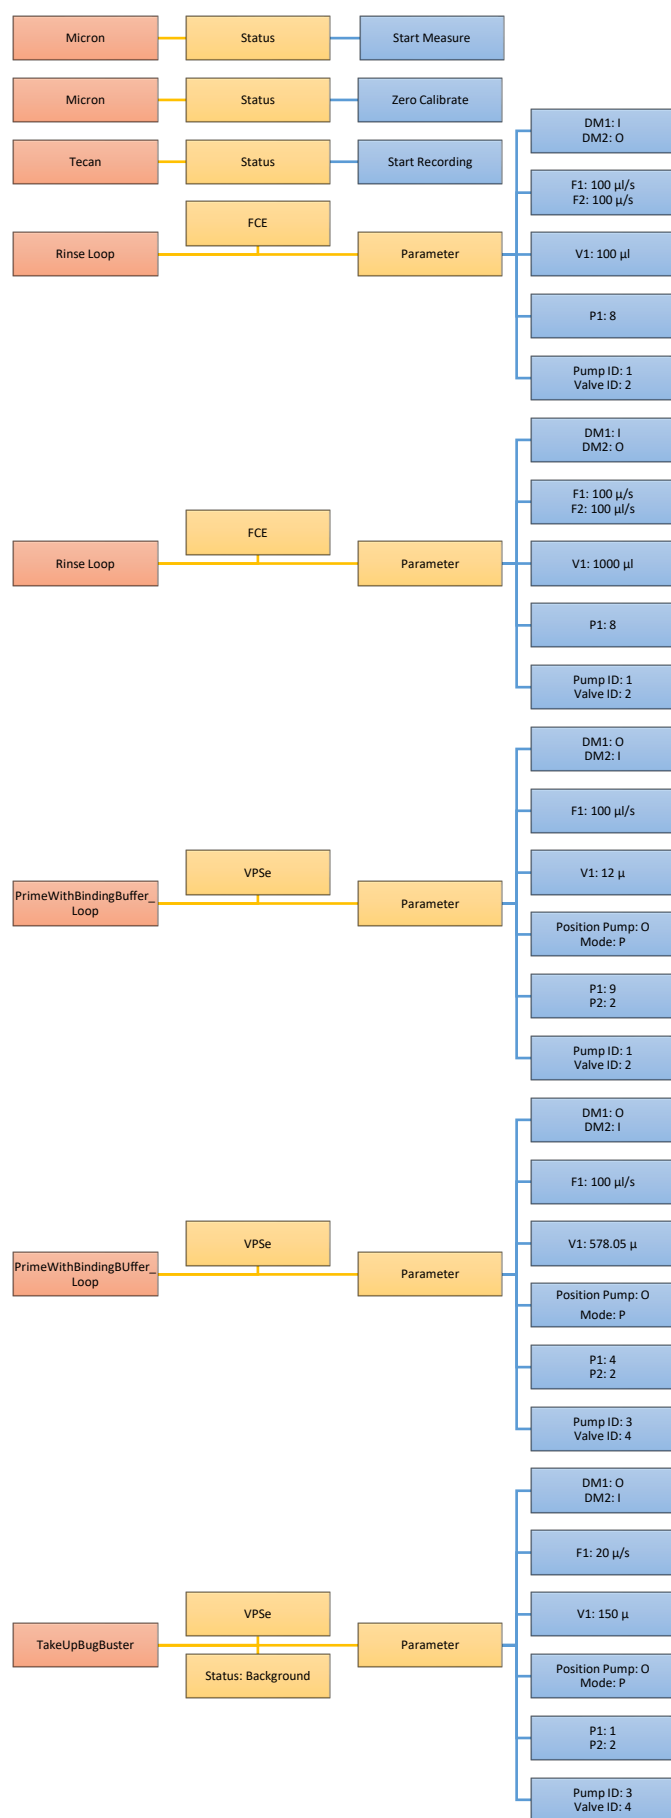 Micron
Status
Start Measure
Micron
Status
Zero Calibrate
Tecan
Status
Start Recording
Rinse Loop
FCE
Parameter
DM1: I
DM2: O
F1: 100 µl/s
F2: 100 µ/s
V1: 100 µl
P1: 8
Pump ID: 1
Valve ID: 2
Rinse Loop
FCE
Parameter
DM1: I
DM2: O
F1: 100 µ/s
F2: 100 µl/s
V1: 1000 µl
P1: 8
Pump ID: 1
Valve ID: 2
PrimeWithBindingBuffer_
Loop
VPSe
Parameter
DM1: O
DM2: I
F1: 100 µl/s
V1: 12 µ
Position Pump: O
Mode: P
P1: 9
P2: 2
Pump ID: 1
Valve ID: 2
PrimeWithBindingBUffer_
Loop
VPSe
Parameter
DM1: O
DM2: I
F1: 100 µl/s
V1: 578.05 µ
Position Pump: O
Mode: P
P1: 4
P2: 2
Pump ID: 3
Valve ID: 4
TakeUpBugBuster
VPSe
Status: Background
Parameter
DM1: O
DM2: I
F1: 20 µ/s
V1: 150 µ
Position Pump: O
Mode: P
P1: 1
P2: 2
Pump ID: 3
Valve ID: 4